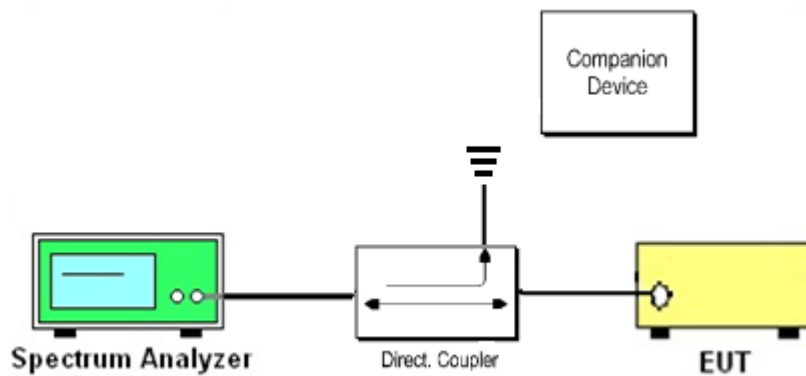 Companion
Device
Spectrum Analyzer
Direct. Coupler
EUT